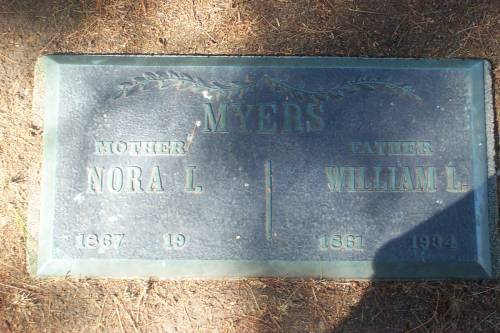 MYERS
MOTHER FATHER
NORA I. WILLIAM L.
1867 19 1861 1934